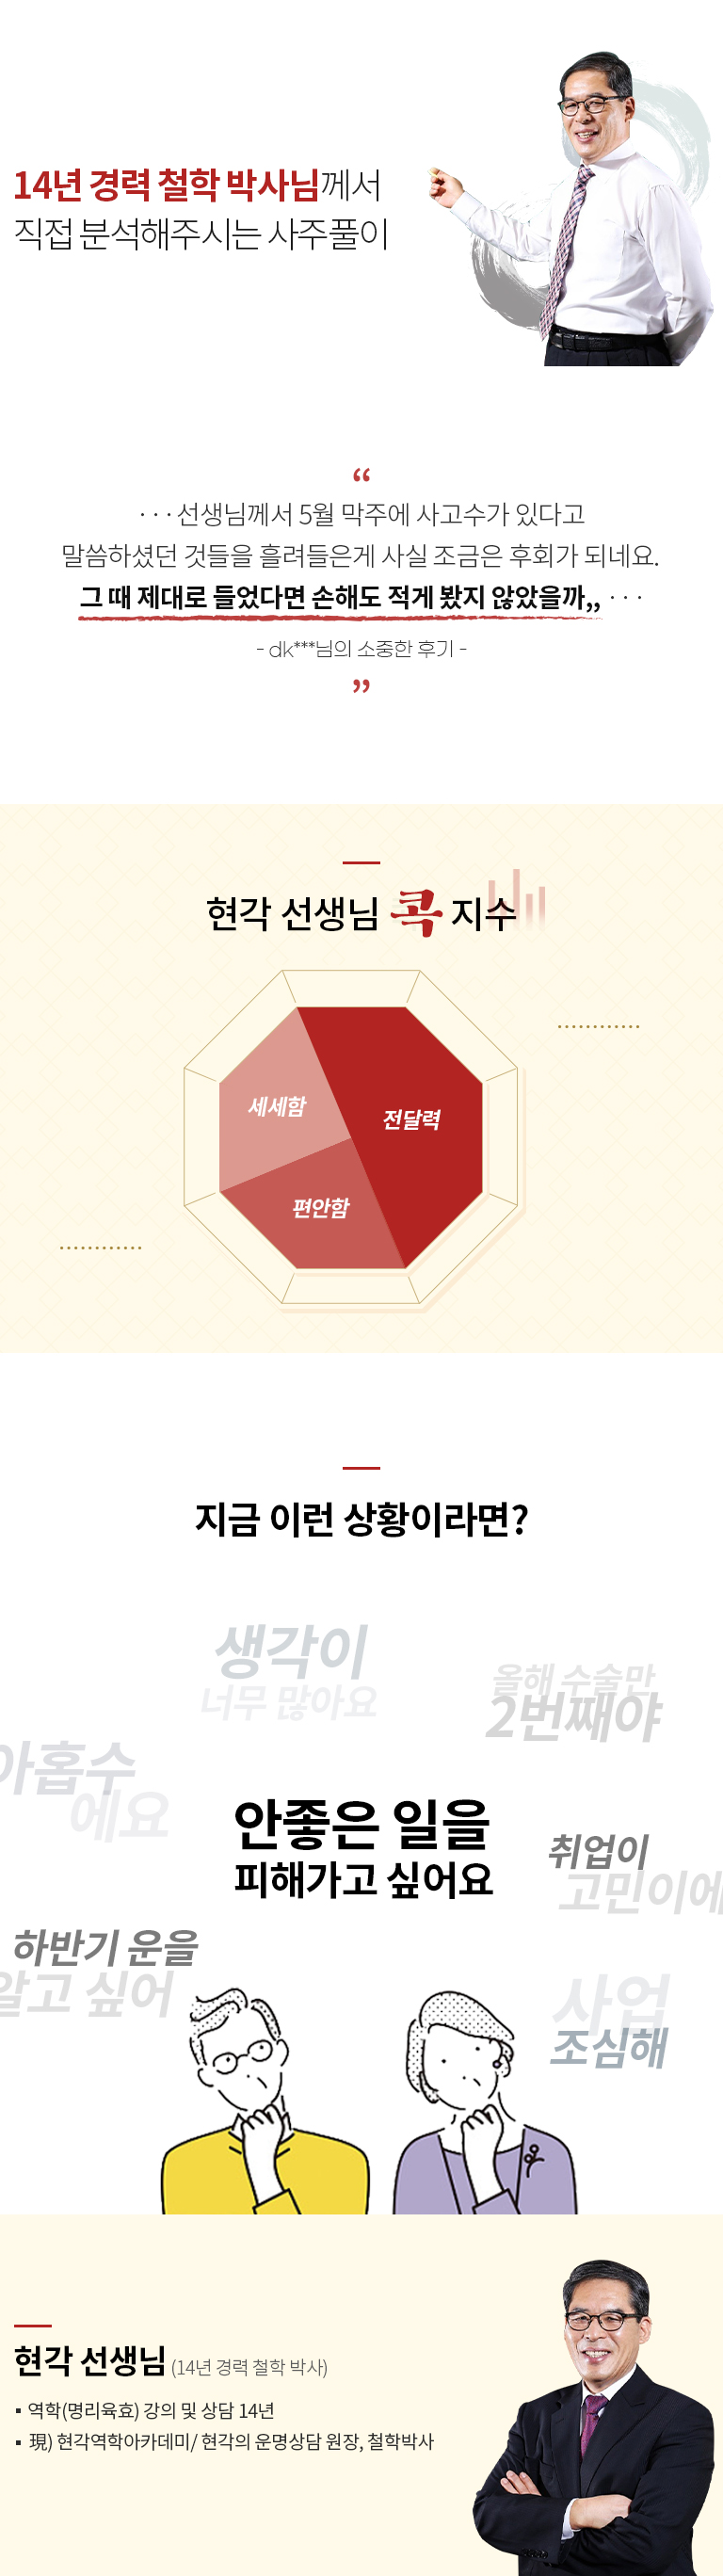 14년 경력 철학 박사님께서
직접 분석해주시는 사주풀이
“
· · · 선생님께서 5월 막주에 사고수가 있다고
말씀하셨던 것들을 흘려들은게 사실 조금은 후회가 되네요.
그 때 제대로 들었다면 손해도 적게 봤지 않았을까,, · · ·
- dk***님의 소중한 후기 -
”
현각 선생님 콕 지수
세세함
전달력
편안함
지금 이런 상황이라면?
생각이
너무 많아요
올해 수술만
2번째야
아홉수
에요
안좋은 일을
피해가고 싶어요
취업이
고민이에
하반기 운을
알고 싶어
사업
조심해
현각 선생님 (14년 경력 철학 박사)
▪ 역학(명리육효) 강의 및 상담 14년
▪ 現) 현각역학아카데미/ 현각의 운명상담 원장, 철학박사